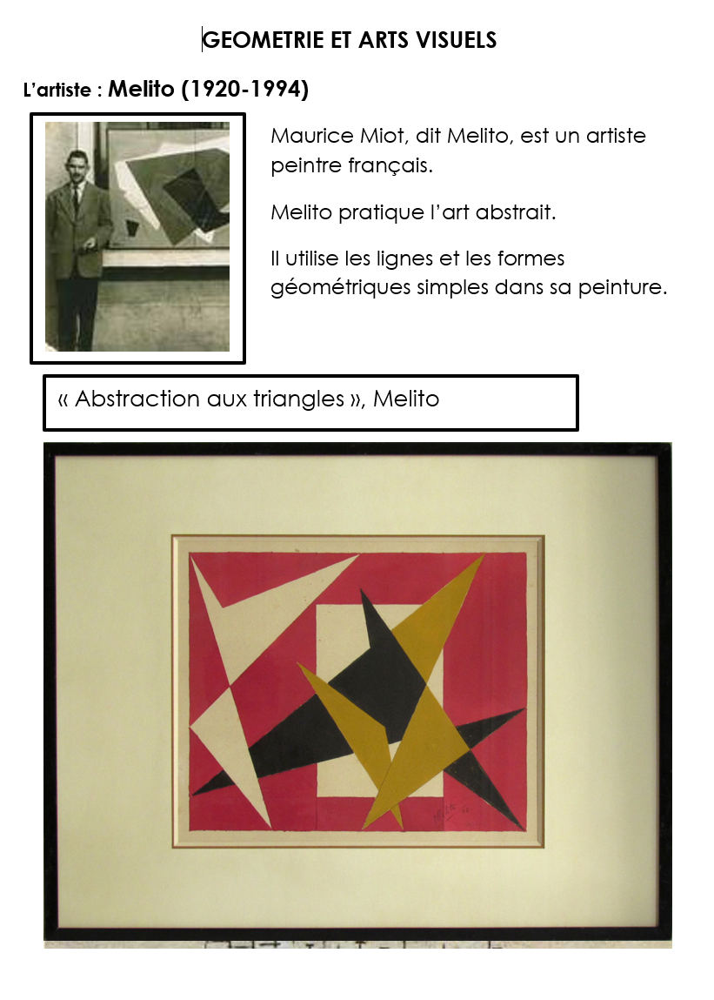 GEOMETRIE ET ARTS VISUELS
L'artiste : Melito (1920-1994)
Maurice Miot, dit Melito, est un artiste
peintre français.
Melito pratique l'art abstrait.
Il utilise les lignes et les formes
géométriques simples dans sa peinture.
« Abstraction aux triangles », Melito
Melito